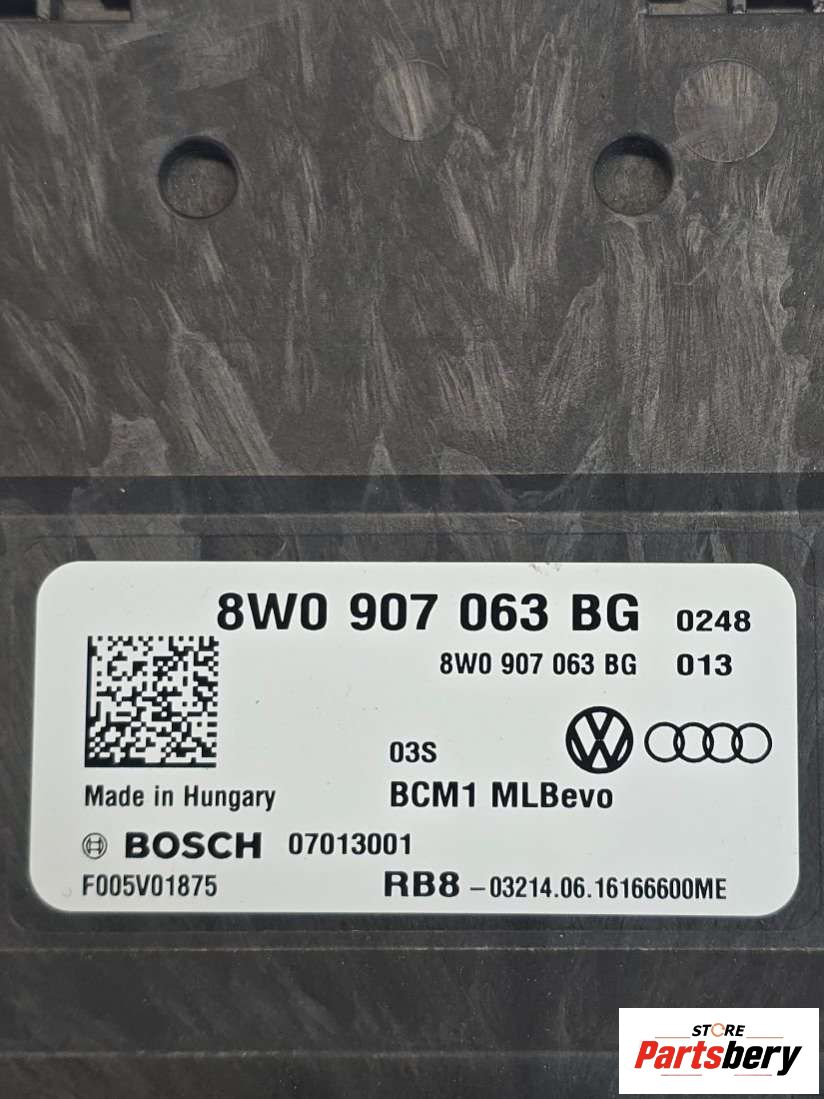 8W0 907 063 BG 0248
8W0 907 063 BG 013
03S
Made in Hungary BCM1 MLBevo
BOSCH 07013001
F005V01875 RB8 -03214.06.16166600ME
STORE
Partsbery